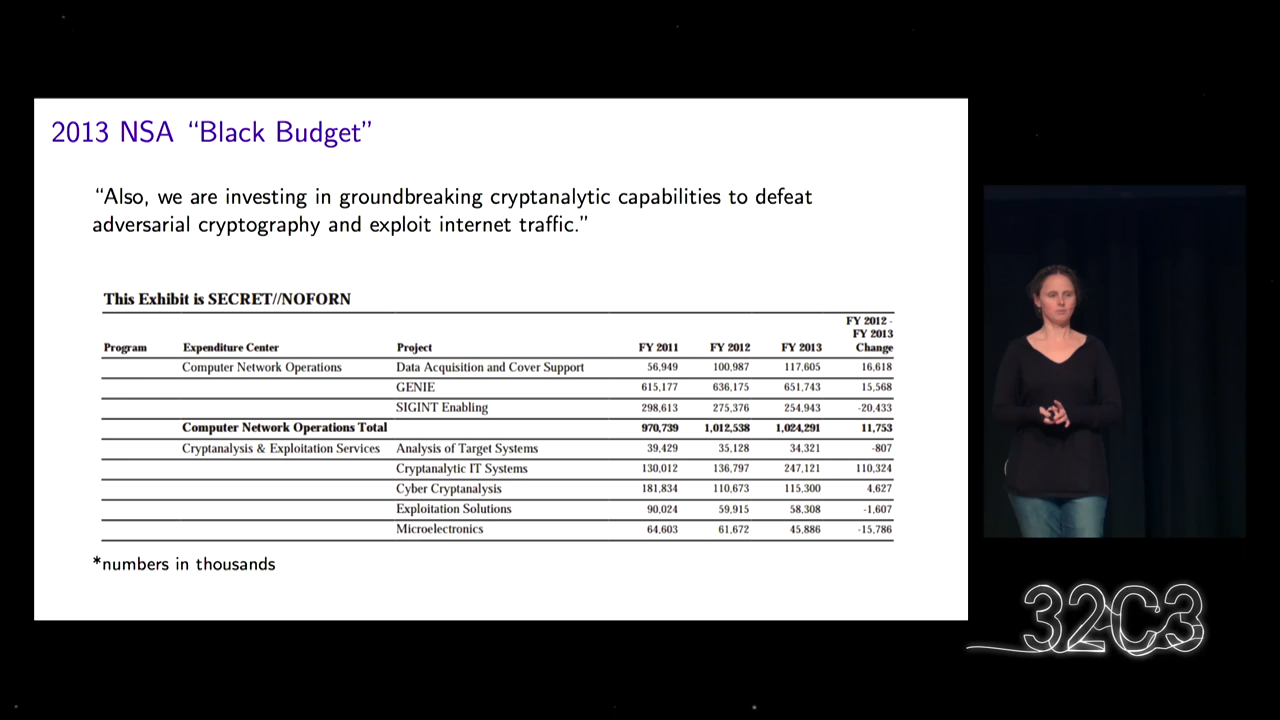 2013 NSA “Black Budget”
“Also, we are investing in groundbreaking cryptanalytic capabilities to defeat
adversarial cryptography and exploit internet traffic.”
This Exhibit is SECRET//NOFORN
FY 2012 -
FY 2013
Program Expenditure Center Project FY 2011 FY 2012 FY 2013 Change
Computer Network Operations Data Acquisition and Cover Support 56,949 100,987 117,605 16,618
GENIE 615,177 636,175 651,743 15,568
SIGINT Enabling 298,613 275,376 254,943 -20,433
Computer Network Operations Total 970,739 1,012,538 1,024,291 11,753
Cryptanalysis & Exploitation Services Analysis of Target Systems 39,429 35,128 34,321 -807
Cryptanalytic IT Systems 130,012 136,797 247,121 110,324
Cyber Cryptanalysis 181,834 110,673 115,300 4,627
Exploitation Solutions 90,024 59,915 58,308 -1,607
Microelectronics 64,603 61,672 45,886 -15,786
*numbers in thousands
32C3